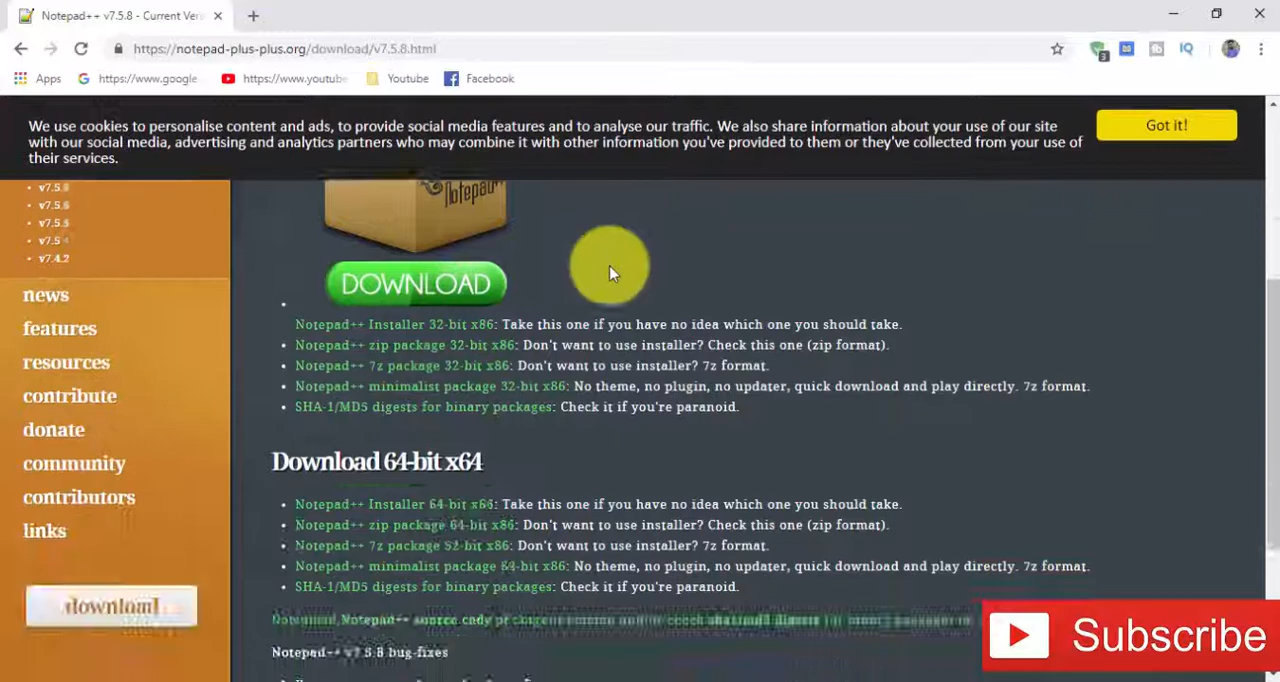 Notepad++ v7.5.8 - Current Ver
https://notepad-plus-plus.org/download/v7.5.8.html
3
Apps
https://www.google
https://www.youtube
Youtube
Facebook
We use cookies to personalise content and ads, to provide social media features and to analyse our traffic. We also share information about your use of our site
with our social media, advertising and analytics partners who may combine it with other information you've provided to them or they've collected from your use of
their services.
Got it!
v7.5.6
v7.5.5
v7.5
v7.4.2
news
features
resources
contribute
donate
community
contributors
links
download
Notepad++
DOWNLOAD
Notepad++ Installer 32-bit x86: Take this one if you have no idea which one you should take.
Notepad++ zip package 32-bit x86: Don't want to use installer? Check this one (zip format).
Notepad++ 7z package 32-bit x86: Don't want to use installer? 7z format.
Notepad++ minimalist package 32-bit x86: No theme, no plugin, no updater, quick download and play directly. 7z format.
SHA-1/MD5 digests for binary packages: Check it if you're paranoid.
Download 64-bit x64
Notepad++ Installer 64-bit x64: Take this one if you have no idea which one you should take.
Notepad++ zip package 64-bit x86: Don't want to use installer? Check this one (zip format).
Notepad++ 7z package bit x86: Don't want to use installer? 7z format.
Notepad++ minimalist package 64-bit x86: No theme, no plugin, no updater, quick download and play directly. 7z format.
SHA-1/MD5 digests for binary packages: Check it if you're paranoid.
Notepad++ source
Notepad++ v7.5.8 bug-fixes
Subscribe